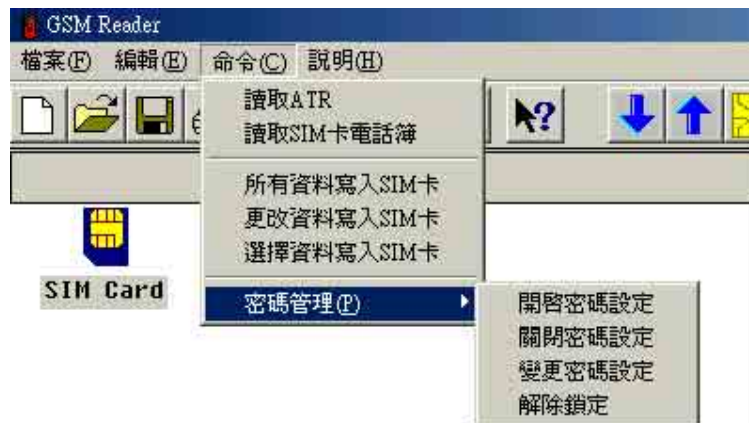 GSM Reader
檔案(F) 編輯(E) 命令(C) 說明(H)
讀取ATR
讀取SIM卡電話簿
所有資料寫入SIM卡
更改資料寫入SIM卡
選擇資料寫入SIM卡
密碼管理(P)
開啓密碼設定
關閉密碼設定
變更密碼設定
解除鎖定
SIM Card